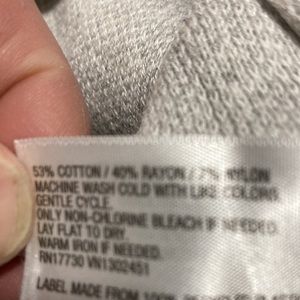 53% COTTON / 40% RAYON / 7% NYLON
MACHINE WASH COLD WITH LIKE COLORS.
GENTLE CYCLE.
ONLY NON-CHLORINE BLEACH IF NEEDED.
LAY FLAT TO DRY.
WARM IRON IF NEEDED.
RN17730 VN1302451
LABEL MADE FROM 100%